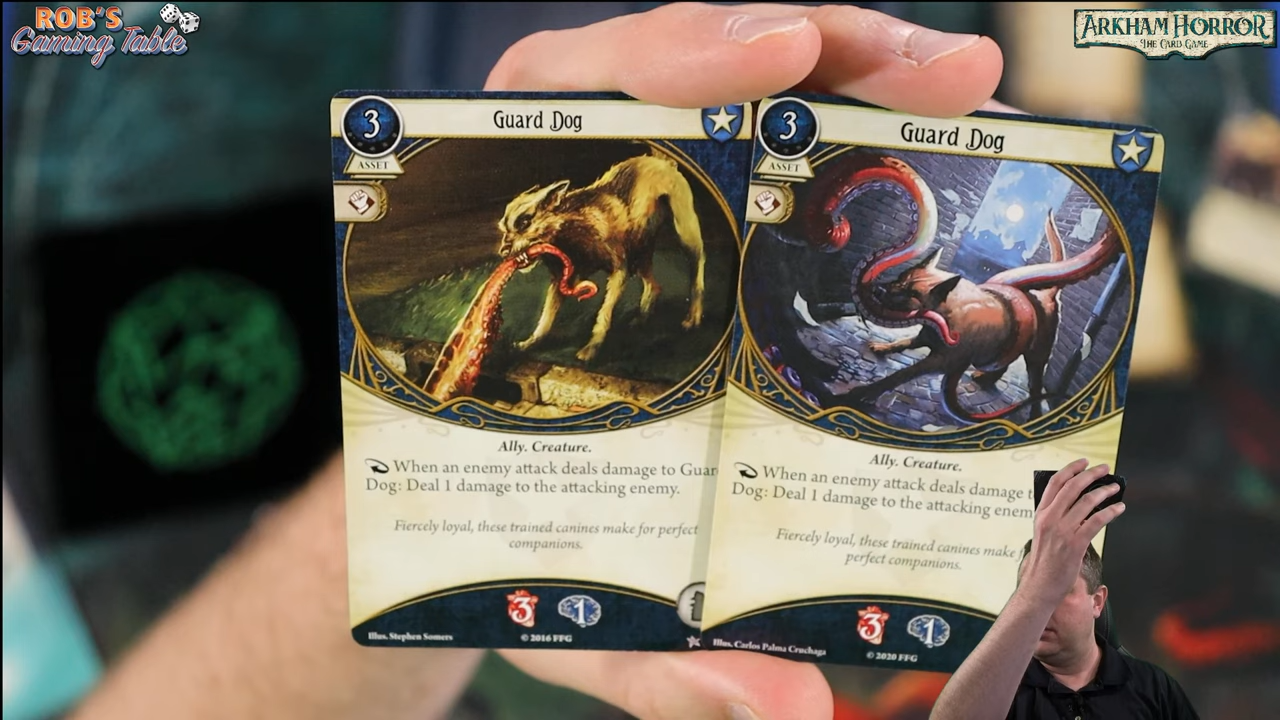 ROB'S
Gaming Table
ARKHAM HORROR
THE CARD GAME
3
Guard Dog
ASSET
Ally. Creature.
When an enemy attack deals damage to Guar
Dog: Deal 1 damage to the attacking enemy.
Fiercely loyal, these trained canines make for perfect
companions.
3
1
Illus. Stephen Somers
© 2016 FFG
3
Guard Dog
ASSET
Ally. Creature.
When an enemy attack deals damage
Dog: Deal 1 damage to the attacking enem
Fiercely loyal, these trained canines make
perfect companions.
3
1
Illus. Carlos Palma Cruchaga
© 2020 FFG